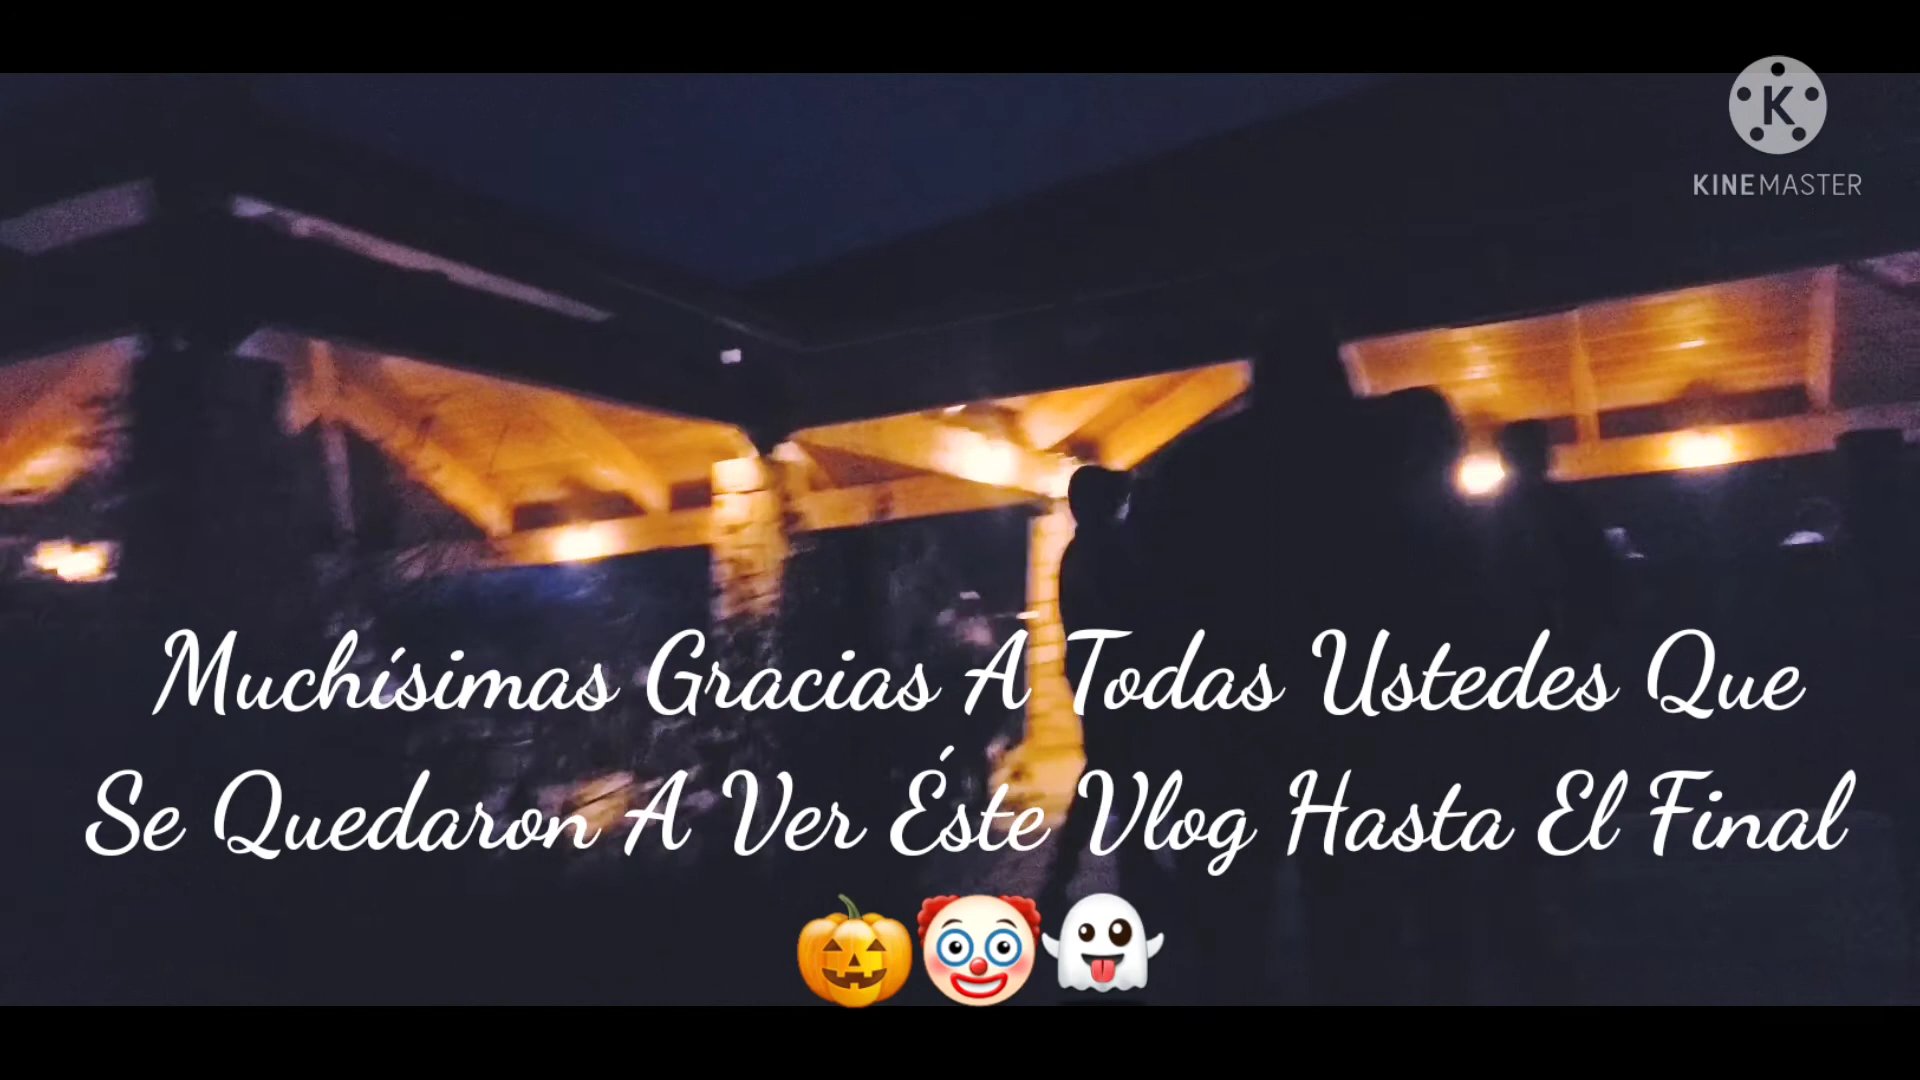 K
KINEMASTER
Muchísimas Gracias Á Todas Ustedes Que
Se Quedaron A Ver Éste Vlog Hasta El Final
🎃🤡👻